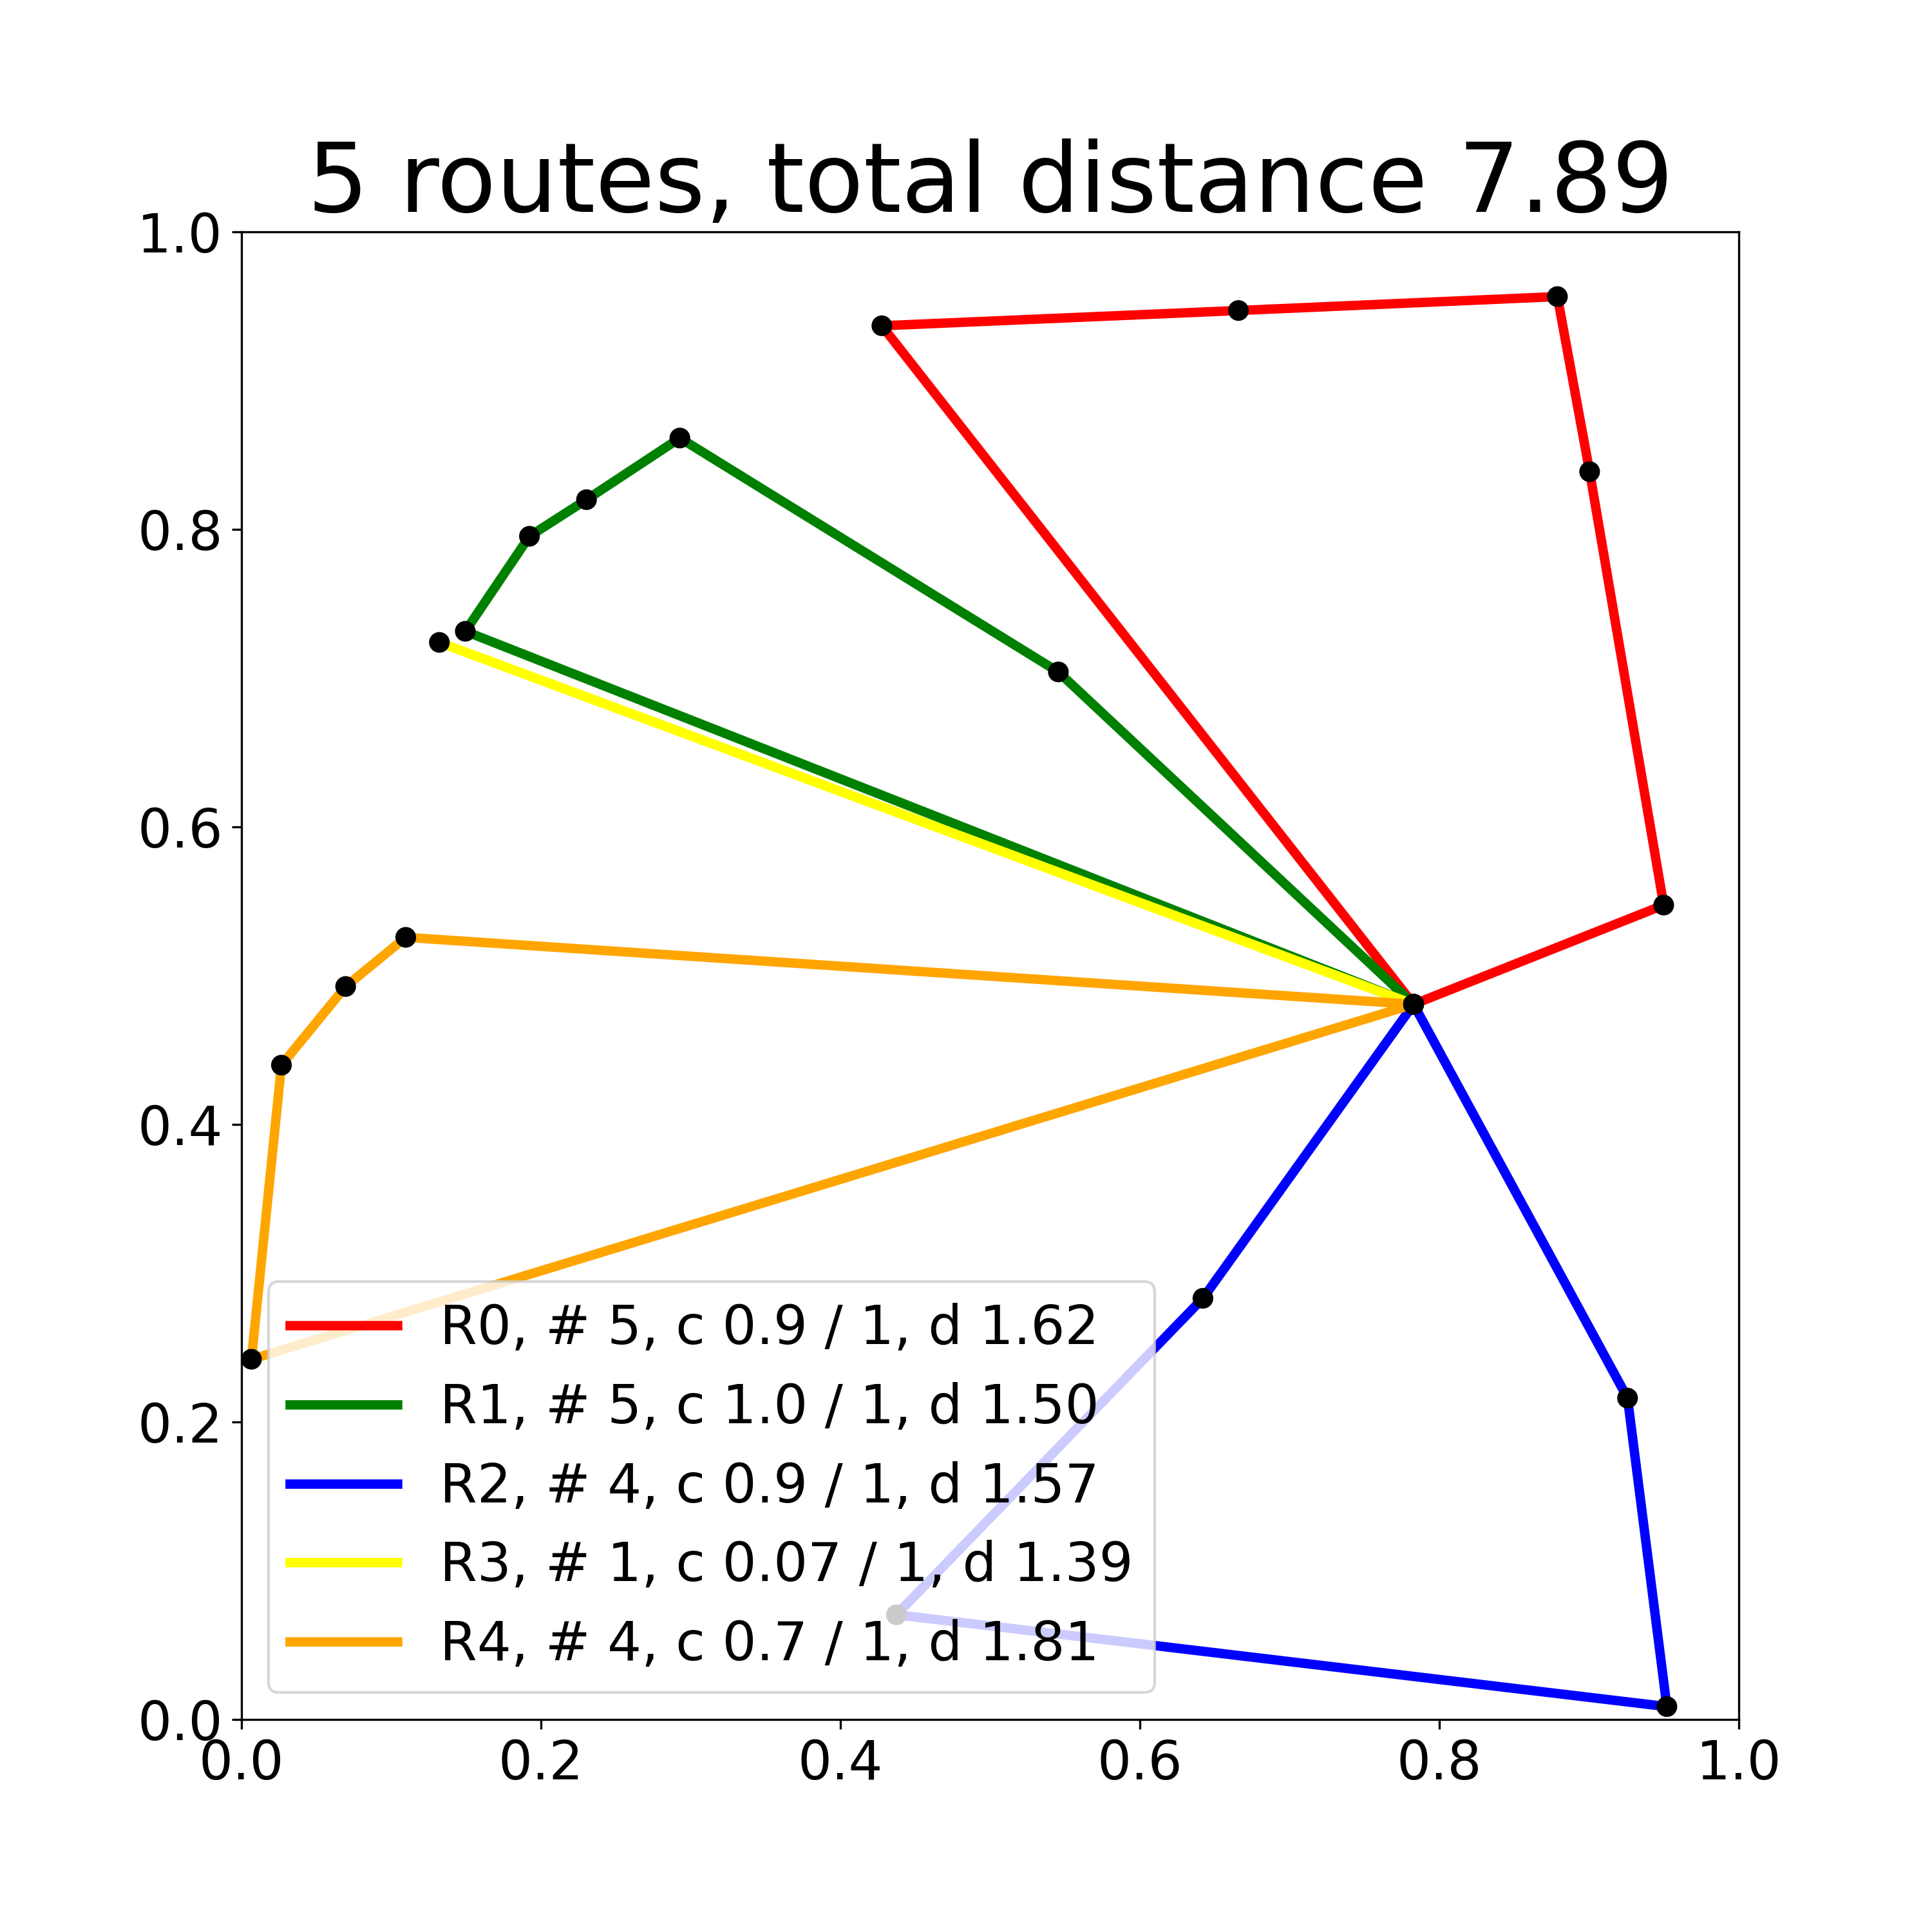 5 routes, total distance 7.89
1.0
0.8
0.6
0.4
0.2
0.0
R0, # 5, c 0.9 / 1, d 1.62
R1, # 5, c 1.0 / 1, d 1.50
R2, # 4, c 0.9 / 1, d 1.57
R3, # 1, c 0.07 / 1, d 1.39
R4, # 4, c 0.7 / 1, d 1.81
0.0 0.2 0.4 0.6 0.8 1.0